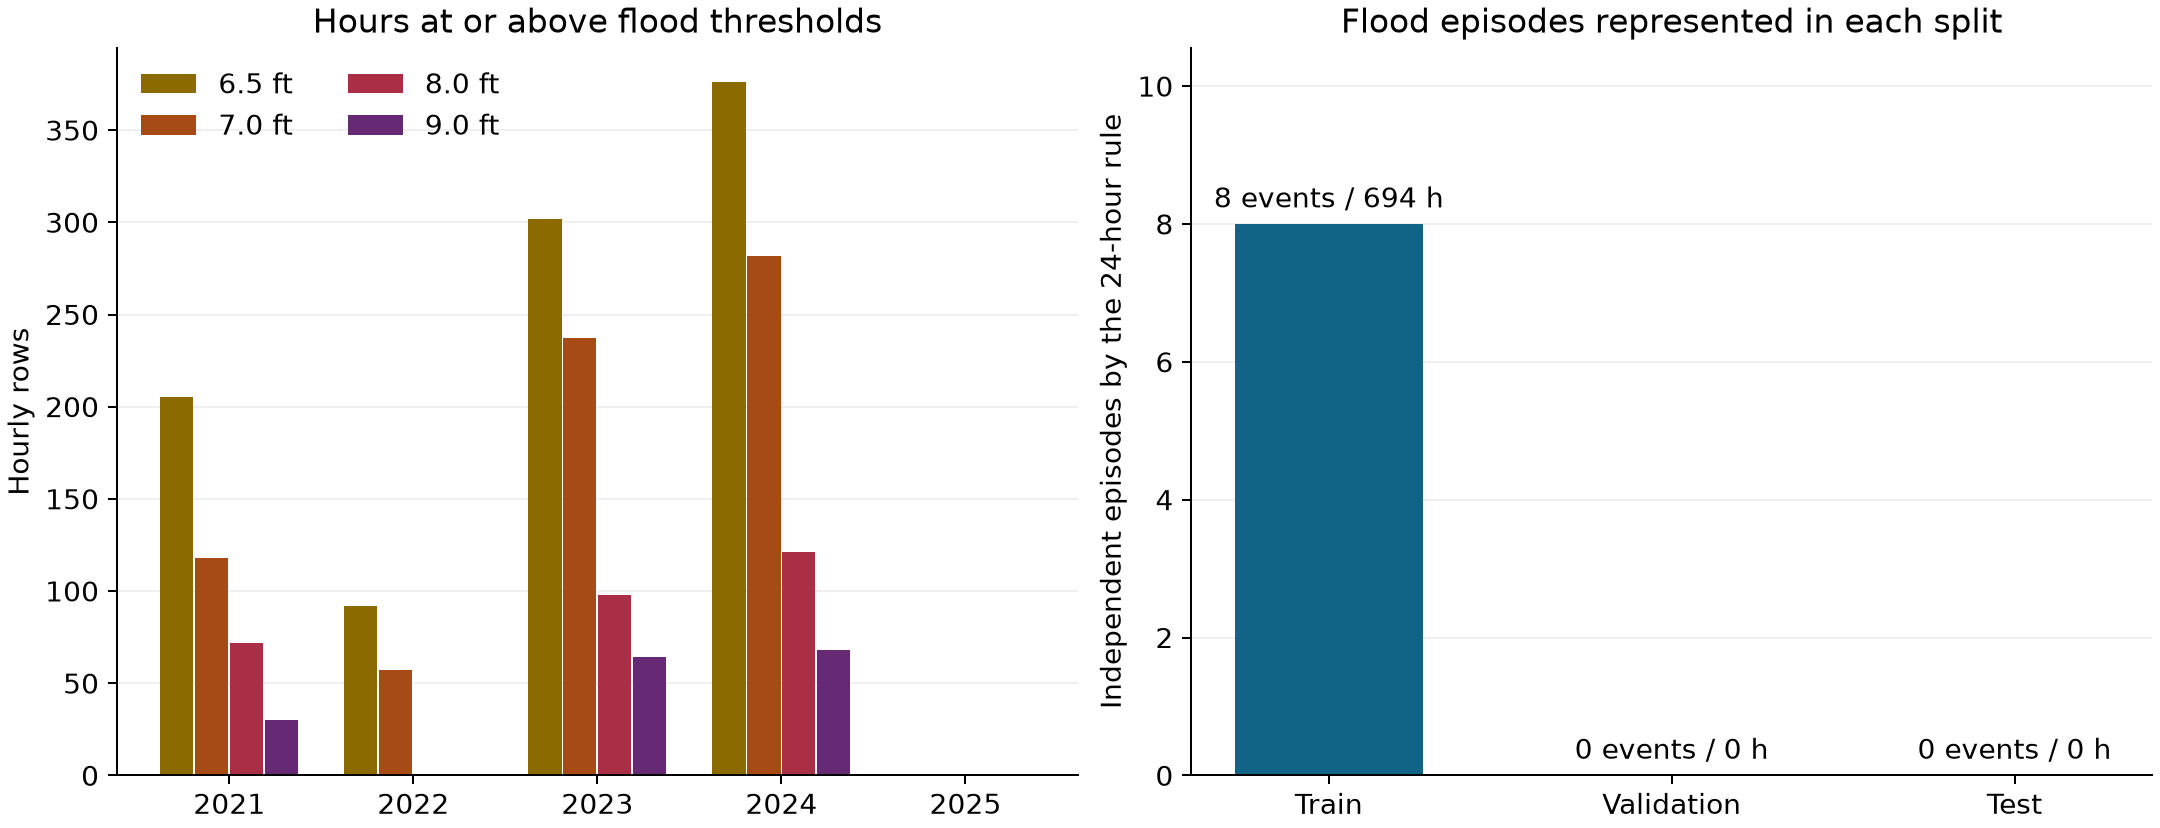 Hours at or above flood thresholds
6.5 ft
7.0 ft
8.0 ft
9.0 ft
Hourly rows
350
300
250
200
150
100
50
0
2021
2022
2023
2024
2025
Flood episodes represented in each split
Independent episodes by the 24-hour rule
10
8
6
4
2
0
8 events / 694 h
0 events / 0 h
0 events / 0 h
Train
Validation
Test